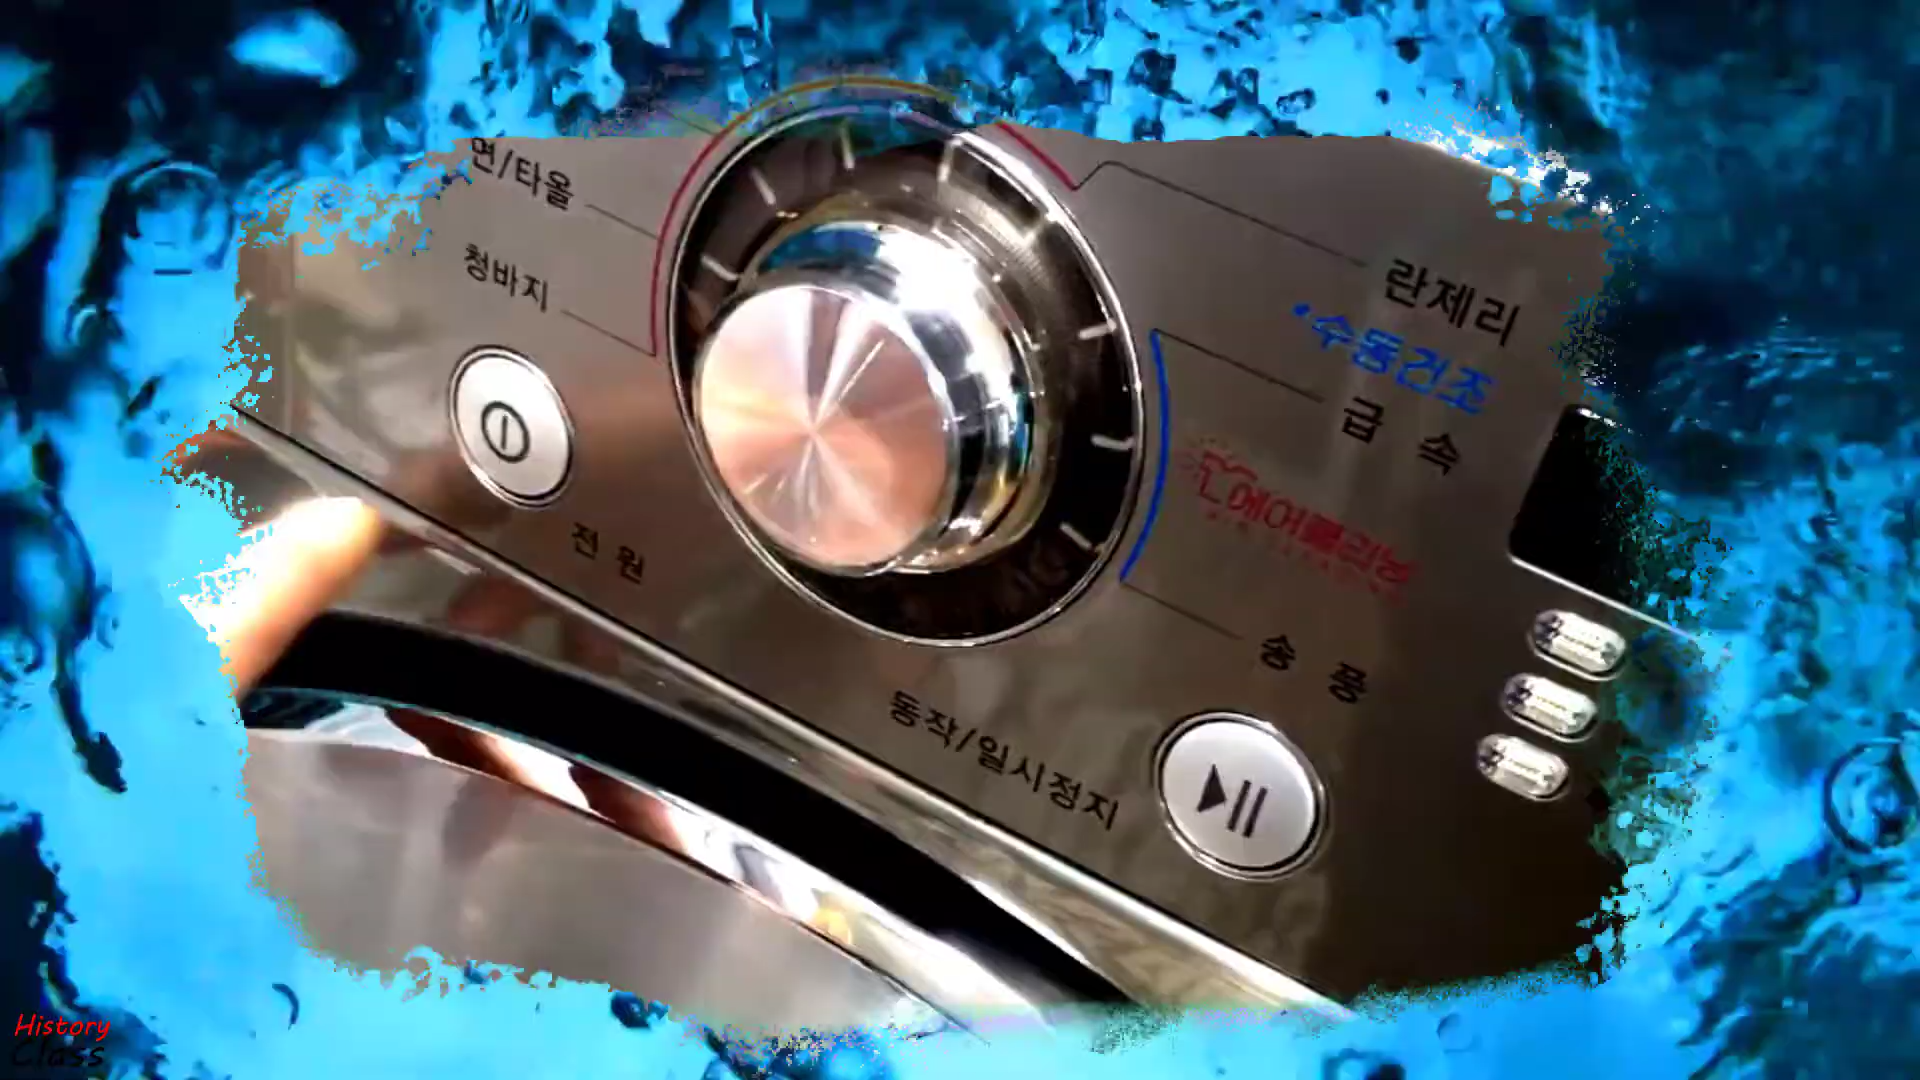 면/타올
청바지
란제리
수동건조
급 속
에어클리닝
전 원
송 풍
동작/일시정지
History
Class